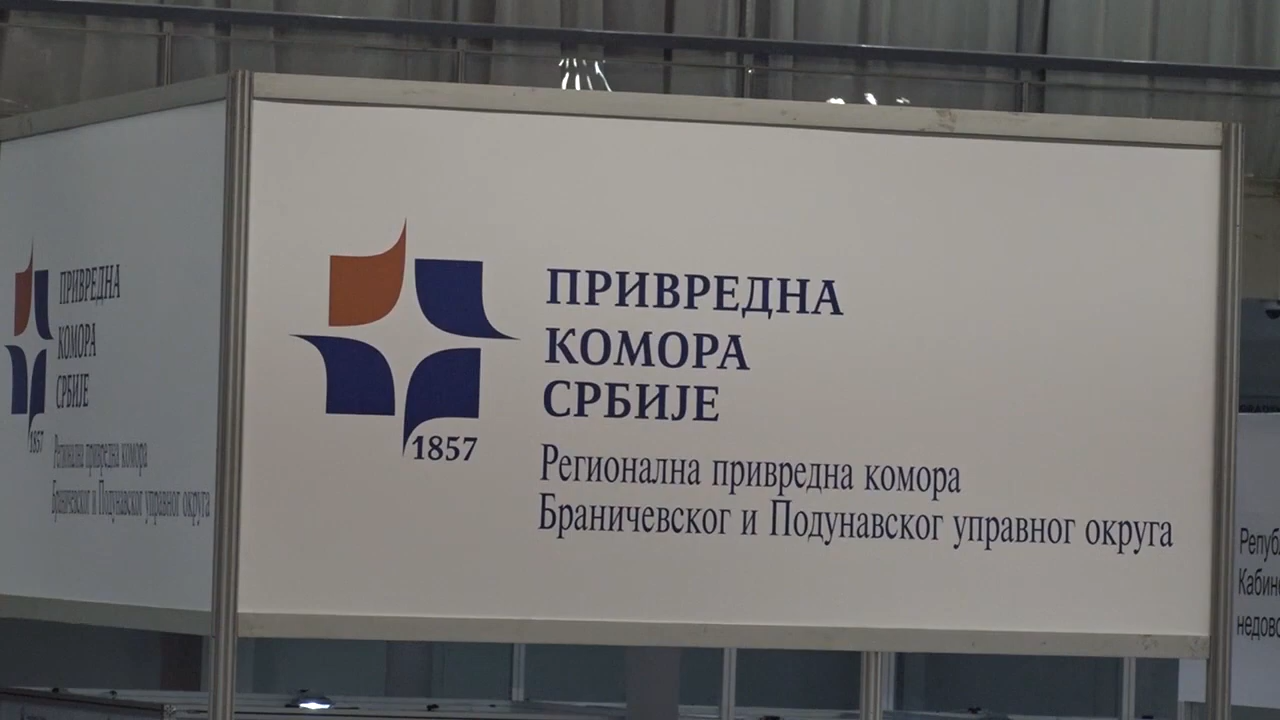 ПРИВРЕДНА
КОМОРА
СРБИЈЕ
1857
Регионална привредна комора
Браничевског и Подунавског управног округа
ПРИВРЕДНА
КОМОРА
СРБИЈЕ
1857
Регионална привредна комора
Браничевског и Подунавског управног округа